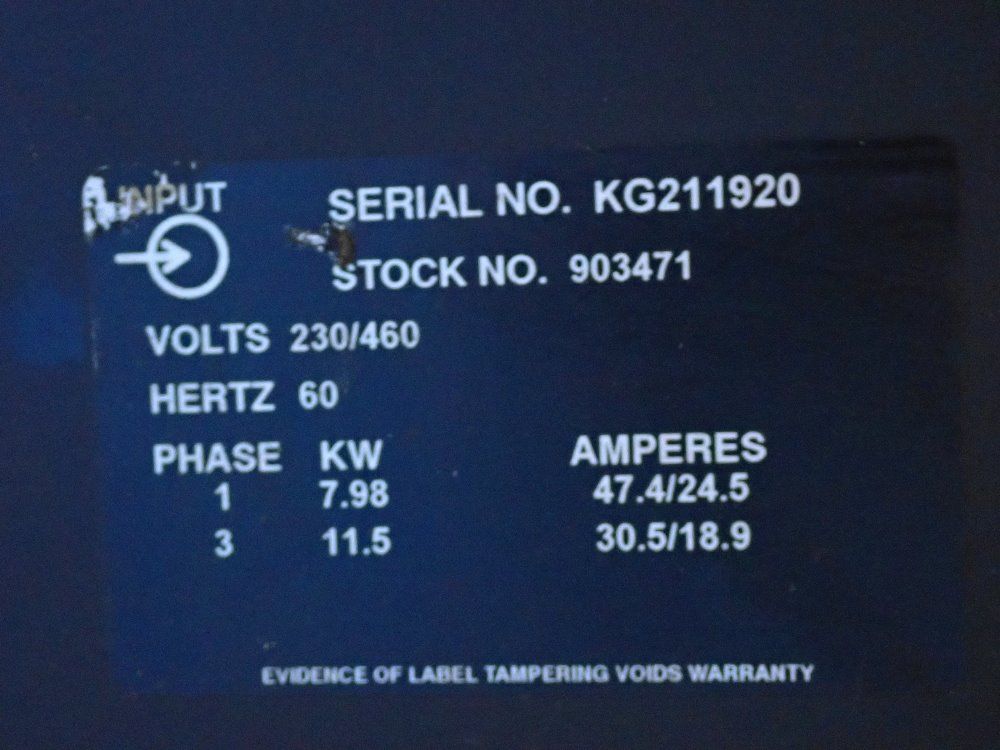 INPUT
SERIAL NO. KG211920
STOCK NO. 903471
VOLTS 230/460
HERTZ 60
PHASE KW AMPERES
1 7.98 47.4/24.5
3 11.5 30.5/18.9
EVIDENCE OF LABEL TAMPERING VOIDS WARRANTY